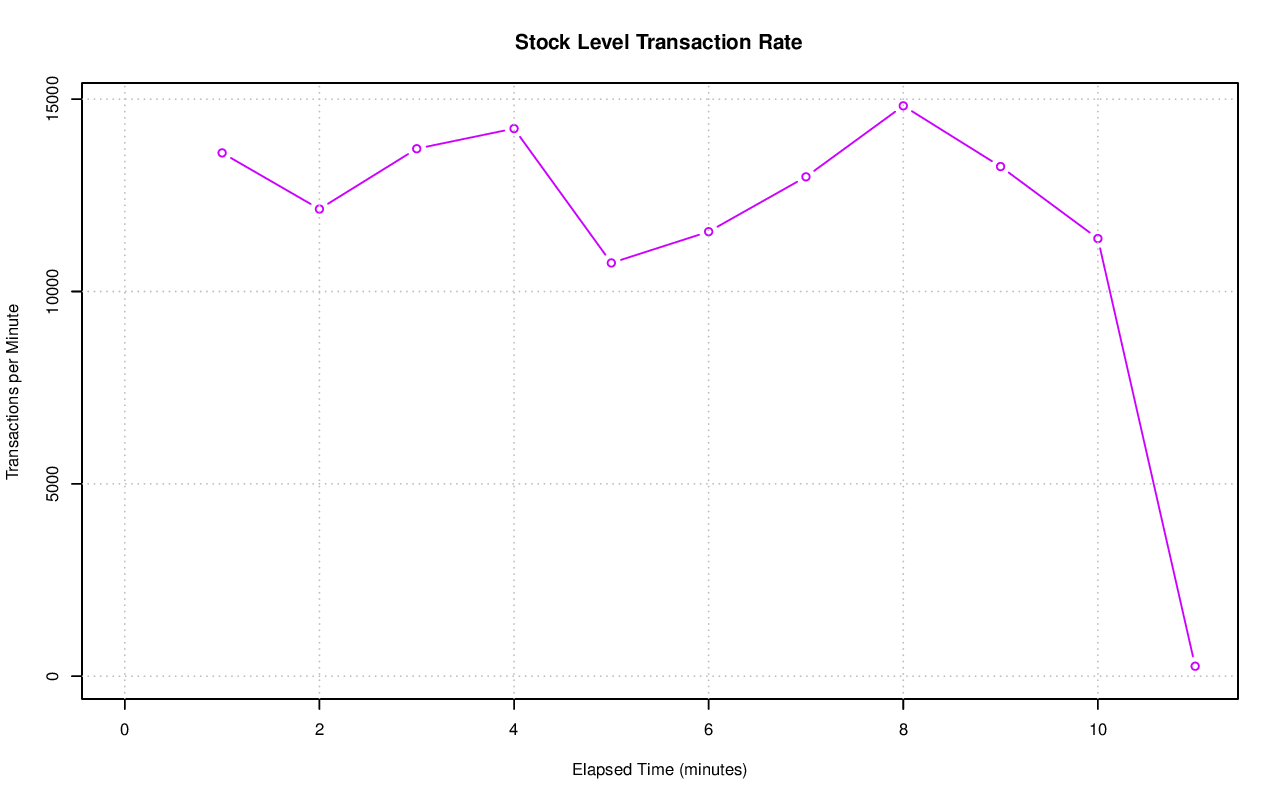 Stock Level Transaction Rate
15000
10000
5000
0
Transactions per Minute
0 2 4 6 8 10
Elapsed Time (minutes)